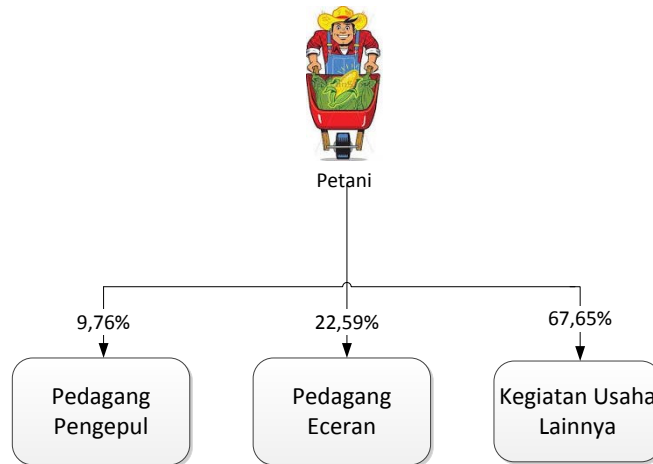 Petani
9,76%
22,59%
67,65%
Pedagang
Pengepul
Pedagang
Eceran
Kegiatan Usaha
Lainnya